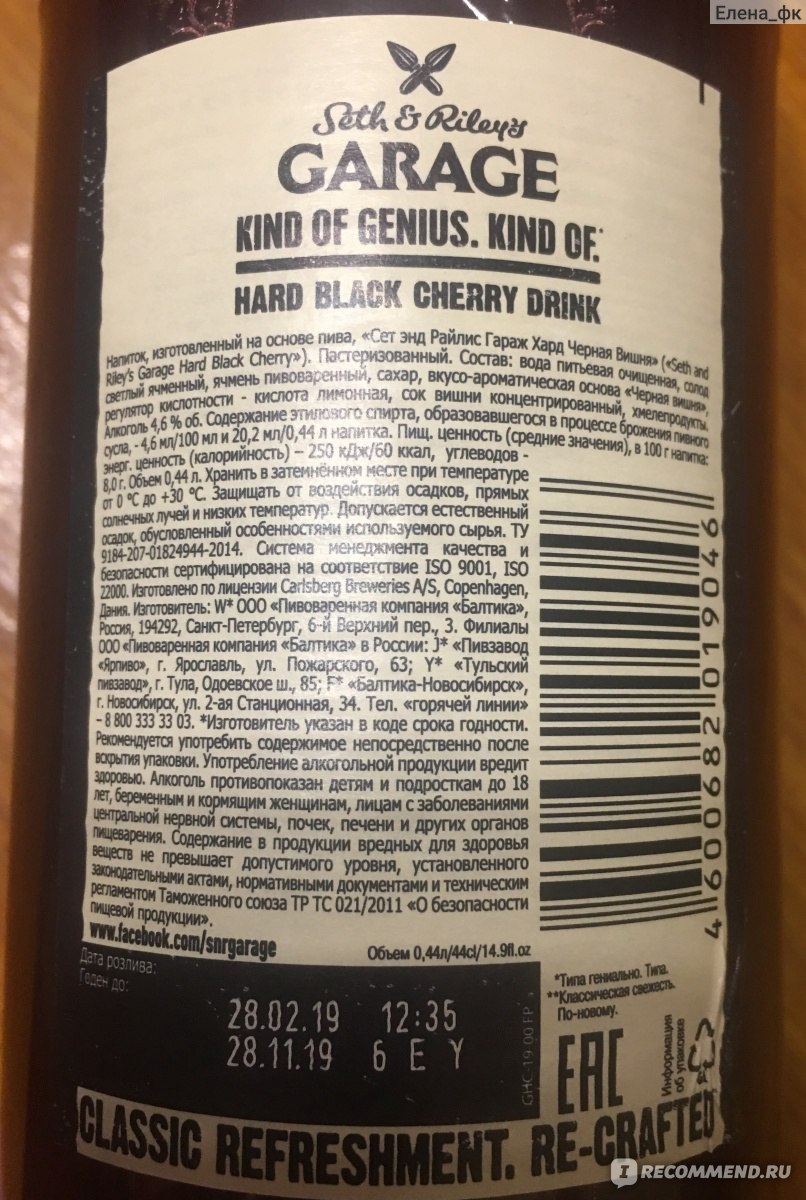 Елена_фк
Seth & Riley's
GARAGE
KIND OF GENIUS. KIND OF.*
HARD BLACK CHERRY DRINK
Напиток, изготовленный на основе пива, «Сет энд Райлис Гараж Хард Черная Вишня» («Seth and
Riley's Garage Hard Black Cherry»). Пастеризованный. Состав: вода питьевая очищенная, солод
светлый ячменный, ячмень пивоваренный, сахар, вкусо-ароматическая основа «Черная вишня»,
регулятор кислотности - кислота лимонная, сок вишни концентрированный, хмелепродукты.
Алкоголь 4,6 % об. Содержание этилового спирта, образовавшегося в процессе брожения пивного
сусла, - 4,6 мл/100 мл и 20,2 мл/0,44 л напитка. Пищ. ценность (средние значения), в 100 г напитка:
энерг. ценность (калорийность) – 250 кДж/60 ккал, углеводов -
8,0 г. Объем 0,44 л. Хранить в затемнённом месте при температуре
от 0 °С до +30 °С. Защищать от воздействия осадков, прямых
солнечных лучей и низких температур. Допускается естественный
осадок, обусловленный особенностями используемого сырья. ТУ
9184-207-01824944-2014. Система менеджмента качества и
безопасности сертифицирована на соответствие ISO 9001, ISO
22000. Изготовлено по лицензии Carlsberg Breweries A/S, Copenhagen,
Дания. Изготовитель: W* ООО «Пивоваренная компания «Балтика»,
Россия, 194292, Санкт-Петербург, 6-й Верхний пер., 3. Филиалы
ООО «Пивоваренная компания «Балтика» в России: J* «Пивзавод
«Ярпиво», г. Ярославль, ул. Пожарского, 63; Y* «Тульский
пивзавод», г. Тула, Одоевское ш., 85; F* «Балтика-Новосибирск»,
г. Новосибирск, ул. 2-ая Станционная, 34. Тел. «горячей линии»
– 8 800 333 33 03. *Изготовитель указан в коде срока годности.
Рекомендуется употребить содержимое непосредственно после
вскрытия упаковки. Употребление алкогольной продукции вредит
здоровью. Алкоголь противопоказан детям и подросткам до 18
лет, беременным и кормящим женщинам, лицам с заболеваниями
центральной нервной системы, почек, печени и других органов
пищеварения. Содержание в продукции вредных для здоровья
веществ не превышает допустимого уровня, установленного
законодательными актами, нормативными документами и техническим
регламентом Таможенного союза ТР ТС 021/2011 «О безопасности
пищевой продукции».
www.facebook.com/snrgarage
Объем 0,44л/44cl/14.9fl.oz
4 600682 019046
Дата розлива:
Годен до:
28.02.19 12:35
28.11.19 6 E Y
GHC-19-00 FP
*Типа гениально. Типа.
**Классическая свежесть.
По-новому.
EAC
Информация
об упаковке
CLASSIC REFRESHMENT. RE-CRAFTED
I RECOMMEND.RU